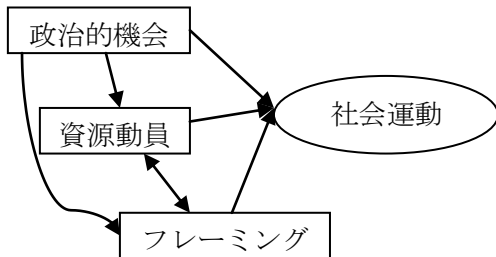 政治的機会
資源動員
社会運動
フレーミング